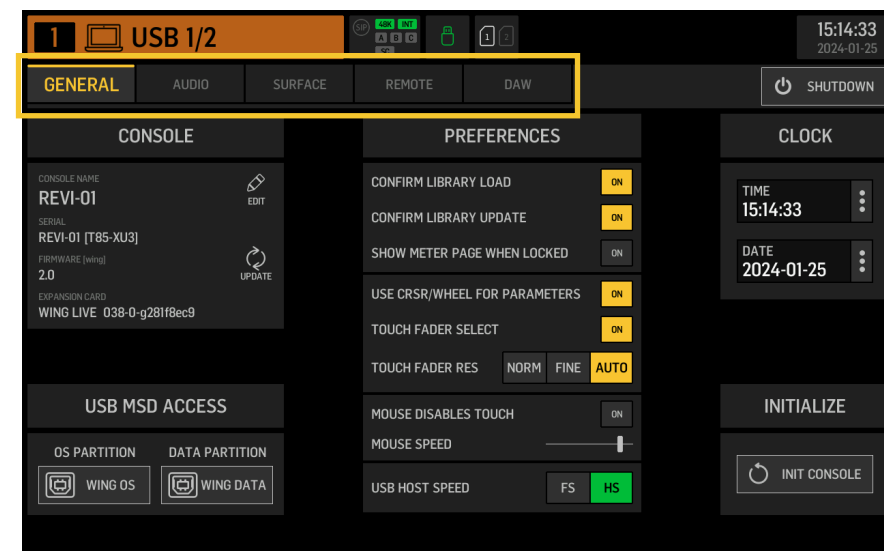 1 USB 1/2
SIP
48K INT
A B C
SC
1 2
15:14:33
2024-01-25
GENERAL AUDIO SURFACE REMOTE DAW
SHUTDOWN
CONSOLE
CONSOLE NAME
REVI-01
EDIT
SERIAL
REVI-01 [T85-XU3]
FIRMWARE [wing]
2.0
UPDATE
EXPANSION CARD
WING LIVE 038-0-g281f8ec9
USB MSD ACCESS
OS PARTITION DATA PARTITION
WING OS WING DATA
PREFERENCES
CONFIRM LIBRARY LOAD ON
CONFIRM LIBRARY UPDATE ON
SHOW METER PAGE WHEN LOCKED ON
USE CRSR/WHEEL FOR PARAMETERS ON
TOUCH FADER SELECT ON
TOUCH FADER RES NORM FINE AUTO
MOUSE DISABLES TOUCH ON
MOUSE SPEED
USB HOST SPEED FS HS
CLOCK
TIME
15:14:33
DATE
2024-01-25
INITIALIZE
INIT CONSOLE